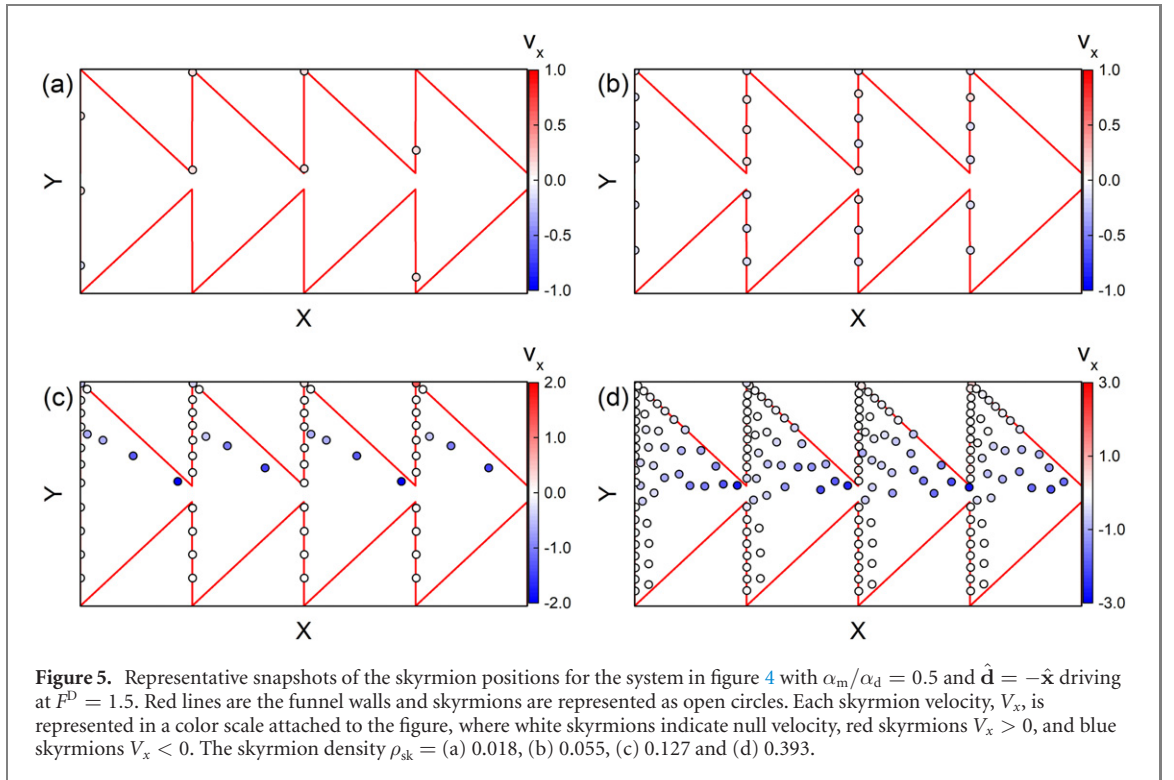 (a)
V_x
1.0
0.5
0.0
-0.5
-1.0
Y
X
(b)
V_x
1.0
0.5
0.0
-0.5
-1.0
Y
X
(c)
V_x
2.0
1.0
0.0
-1.0
-2.0
Y
X
(d)
V_x
3.0
1.0
-1.0
-3.0
Y
X
Figure 5. Representative snapshots of the skyrmion positions for the system in figure 4 with α_m/α_d = 0.5 and d̂ = −x̂ driving
at F^D = 1.5. Red lines are the funnel walls and skyrmions are represented as open circles. Each skyrmion velocity, V_x, is
represented in a color scale attached to the figure, where white skyrmions indicate null velocity, red skyrmions V_x > 0, and blue
skyrmions V_x < 0. The skyrmion density ρ_sk = (a) 0.018, (b) 0.055, (c) 0.127 and (d) 0.393.